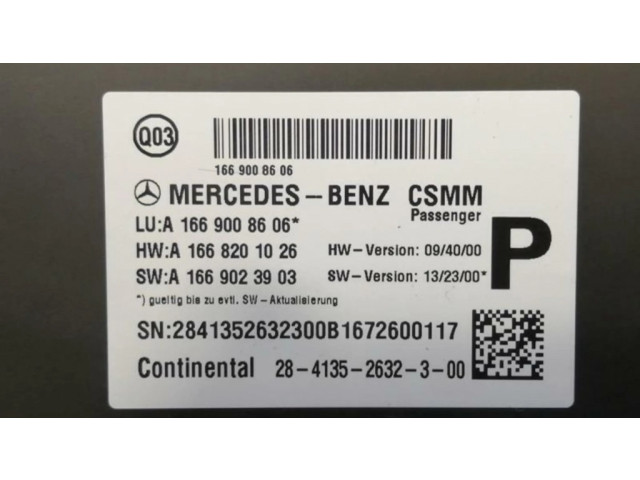 Q03
166 900 86 06
MERCEDES-BENZ CSMM
Passenger
LU:A 166 900 86 06*
HW:A 166 820 10 26 HW-Version: 09/40/00
SW:A 166 902 39 03 SW-Version: 13/23/00*
P
*) gueltig bis zu evtl. SW-Aktualisierung
SN:2841352632300B1672600117
Continental 28-4135-2632-3-00